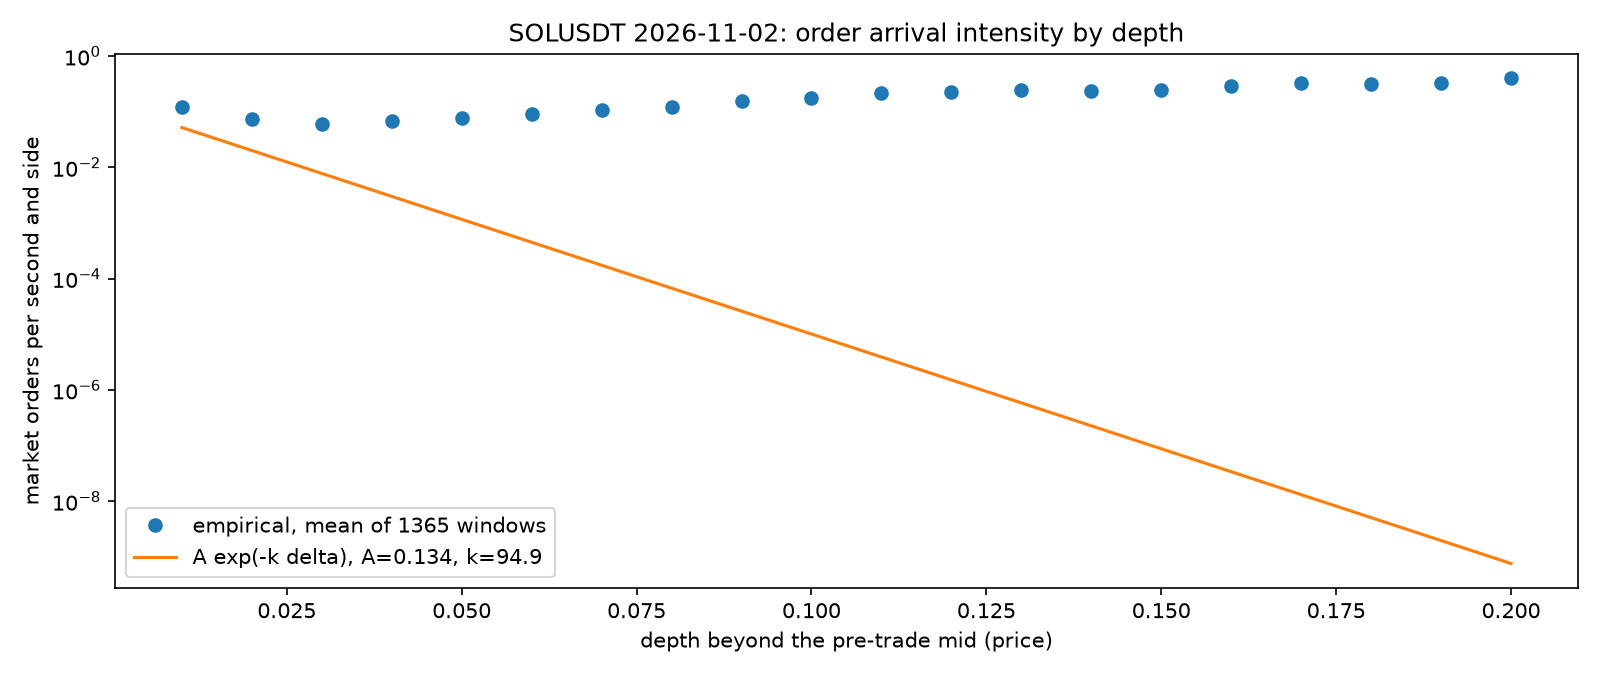 SOLUSDT 2026-11-02: order arrival intensity by depth
market orders per second and side
10⁰
10⁻²
10⁻⁴
10⁻⁶
10⁻⁸
empirical, mean of 1365 windows
A exp(-k delta), A=0.134, k=94.9
0.025 0.050 0.075 0.100 0.125 0.150 0.175 0.200
depth beyond the pre-trade mid (price)